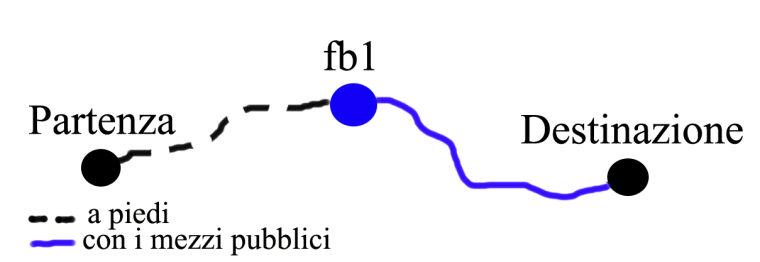 fb1
Partenza
Destinazione
a piedi
con i mezzi pubblici